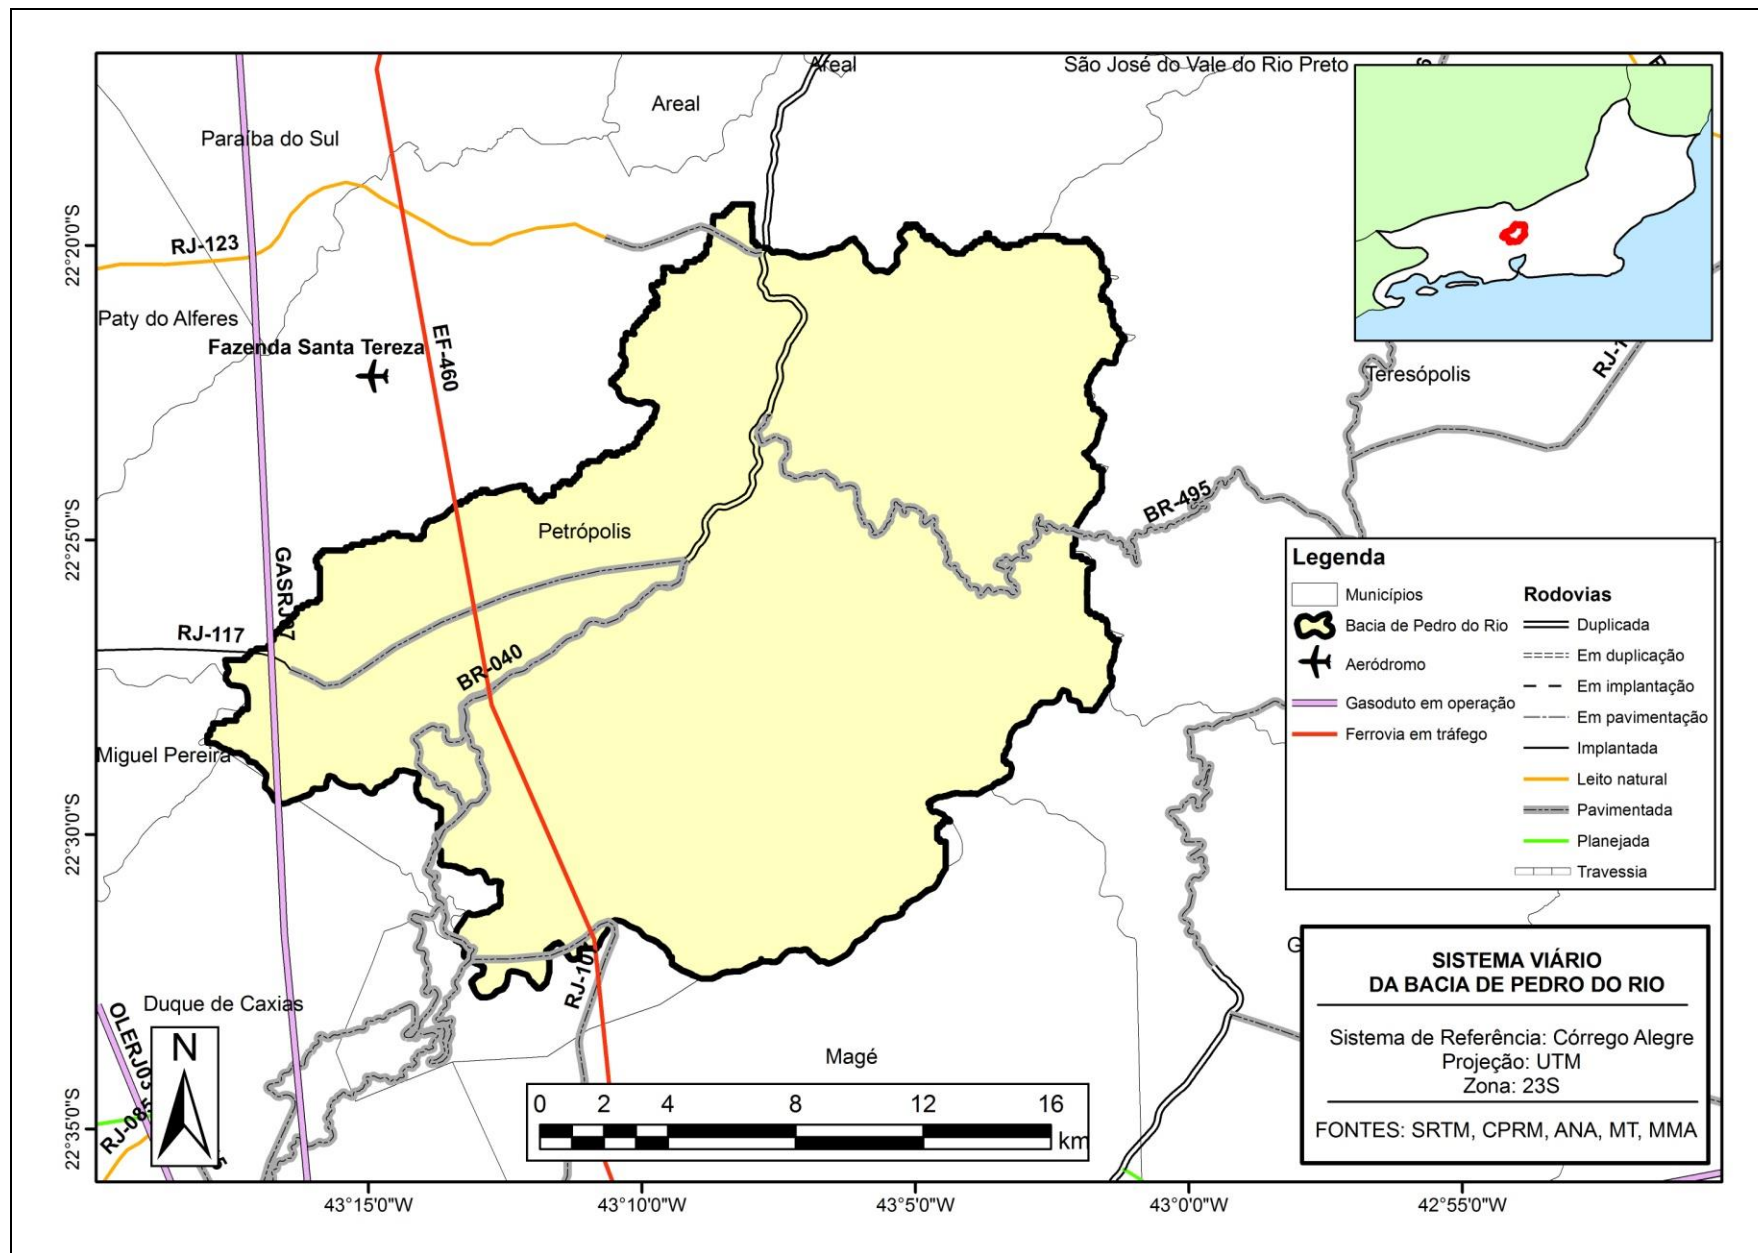 Areal
São José do Vale do Rio Preto
Areal
Paraíba do Sul
RJ-123
Paty do Alferes
Fazenda Santa Tereza
EF-460
Teresópolis
BR-495
Petrópolis
GASRJ07
RJ-117
BR-040
Miguel Pereira
RJ-107
Duque de Caxias
OLERJ03
RJ-085
Magé
N
0 2 4 8 12 16
km
22°20'0"S
22°25'0"S
22°30'0"S
22°35'0"S
43°15'0"W
43°10'0"W
43°5'0"W
43°0'0"W
42°55'0"W
Legenda
Municípios
Bacia de Pedro do Rio
Aeródromo
Gasoduto em operação
Ferrovia em tráfego
Rodovias
Duplicada
Em duplicação
Em implantação
Em pavimentação
Implantada
Leito natural
Pavimentada
Planejada
Travessia
SISTEMA VIÁRIO
DA BACIA DE PEDRO DO RIO
Sistema de Referência: Córrego Alegre
Projeção: UTM
Zona: 23S
FONTES: SRTM, CPRM, ANA, MT, MMA